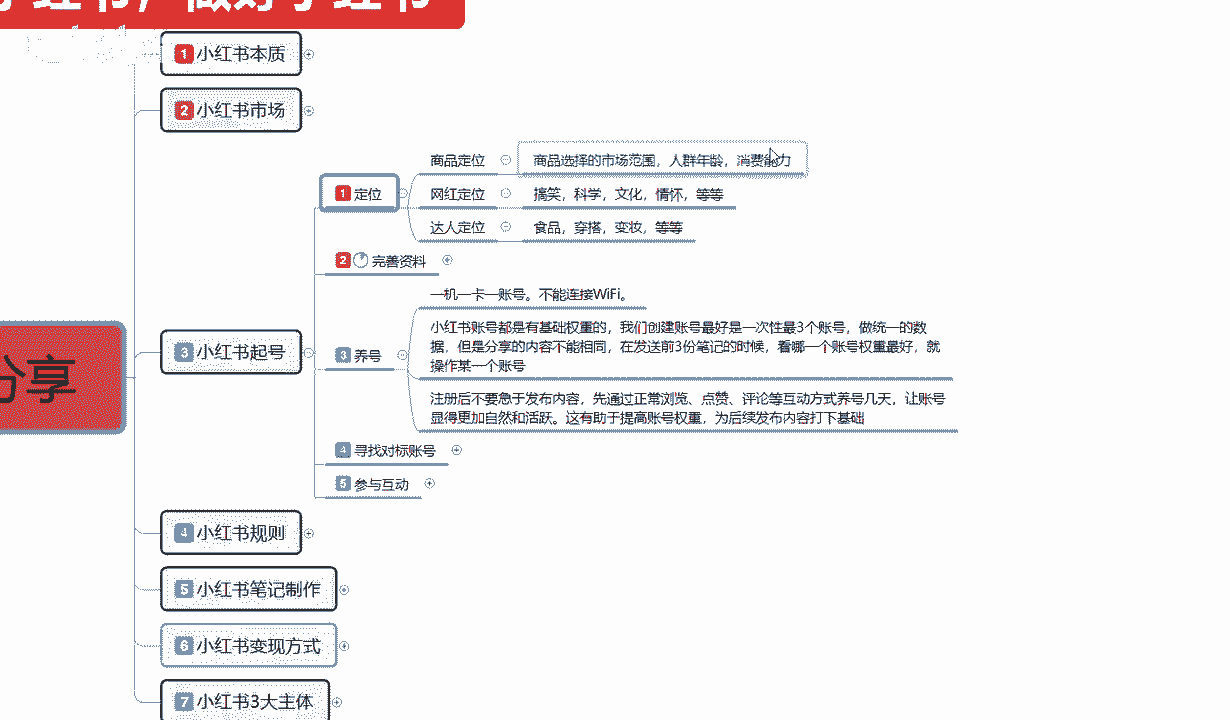 小红书，做好小红书
1 小红书本质
2 小红书市场
分享
3 小红书起号
1 定位
商品定位
商品选择的市场范围，人群年龄，消费能力
网红定位
搞笑，科学，文化，情怀，等等
达人定位
食品，穿搭，变妆，等等
2 完善资料
3 养号
一机一卡一账号。不能连接WiFi。
小红书账号都是有基础权重的，我们创建账号最好是一次性最3个账号，做统一的数
据，但是分享的内容不能相同，在发送前3份笔记的时候，看哪一个账号权重最好，就
操作某一个账号
注册后不要急于发布内容，先通过正常浏览、点赞、评论等互动方式养号几天，让账号
显得更加自然和活跃。这有助于提高账号权重，为后续发布内容打下基础
4 寻找对标账号
5 参与互动
4 小红书规则
5 小红书笔记制作
6 小红书变现方式
7 小红书3大主体